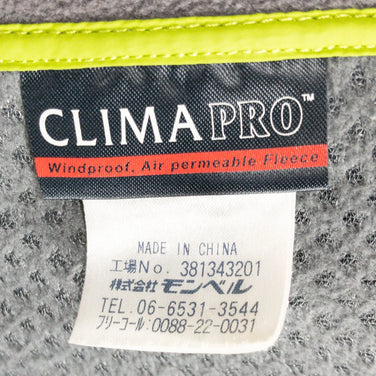 CLIMAPRO™
Windproof, Air permeable Fleece
MADE IN CHINA
工場No. 381343201
株式会社 モンベル
TEL. 06-6531-3544
フリーコール:0088-22-0031